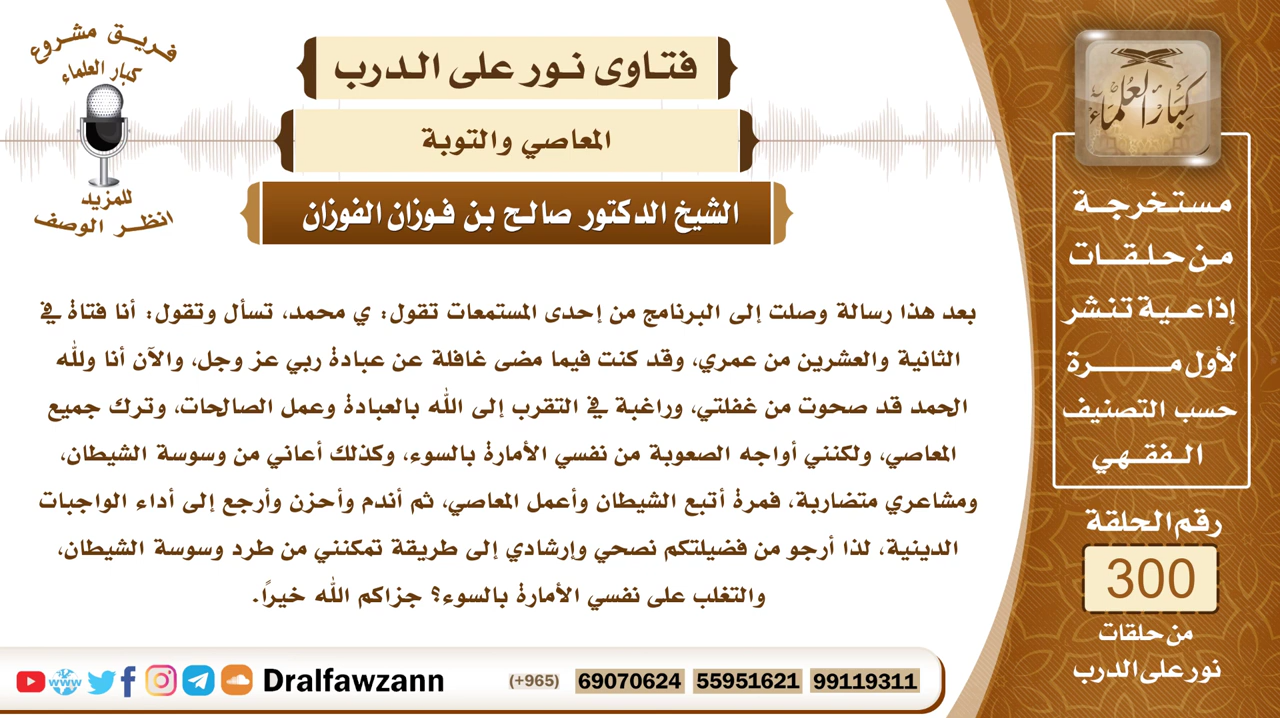 فريق مشروع
كبار العلماء
للمزيد
انظر الوصف
فتاوى نور على الدرب
المعاصي والتوبة
الشيخ الدكتور صالح بن فوزان الفوزان
بعد هذا رسالة وصلت إلى البرنامج من إحدى المستمعات تقول: ي محمد، تسأل وتقول: أنا فتاة في
الثانية والعشرين من عمري، وقد كنت فيما مضى غافلة عن عبادة ربي عز وجل، والآن أنا ولله
الحمد قد صحوت من غفلتي، وراغبة في التقرب إلى الله بالعبادة وعمل الصالحات، وترك جميع
المعاصي، ولكنني أواجه الصعوبة من نفسي الأمارة بالسوء، وكذلك أعاني من وسوسة الشيطان،
ومشاعري متضاربة، فمرة أتبع الشيطان وأعمل المعاصي، ثم أندم وأحزن وأرجع إلى أداء الواجبات
الدينية، لذا أرجو من فضيلتكم نصحي وإرشادي إلى طريقة تمكنني من طرد وسوسة الشيطان،
والتغلب على نفسي الأمارة بالسوء؟ جزاكم الله خيرًا.
كبار العلماء
مستخرجة
من حلقات
إذاعية تنشر
لأول مرة
حسب التصنيف
الفقهي
رقم الحلقة
300
من حلقات
نور على الدرب
www Dralfawzann (+965) 69070624 55951621 99119311